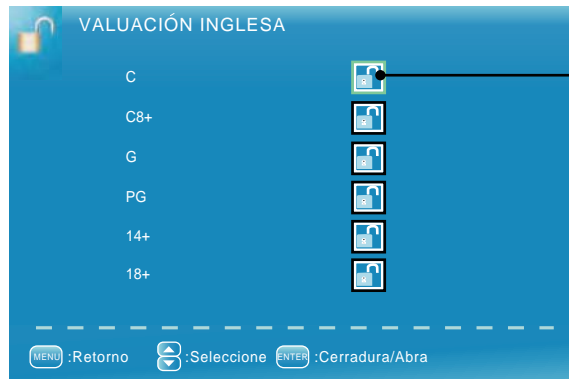 VALUACIÓN INGLESA
C
C8+
G
PG
14+
18+
MENU :Retorno :Seleccione ENTER :Cerradura/Abra